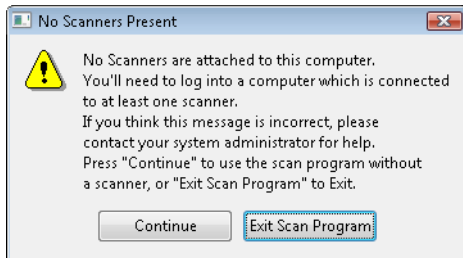 No Scanners Present
No Scanners are attached to this computer.
You'll need to log into a computer which is connected
to at least one scanner.
If you think this message is incorrect, please
contact your system administrator for help.
Press "Continue" to use the scan program without
a scanner, or "Exit Scan Program" to Exit.
Continue
Exit Scan Program